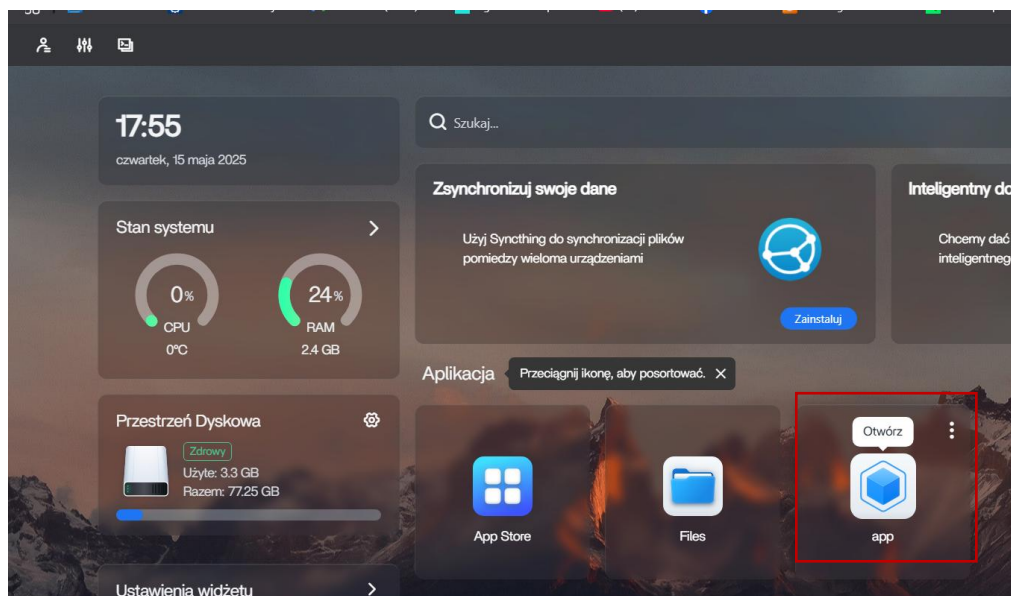 17:55
czwartek, 15 maja 2025
Szukaj...
Zsynchronizuj swoje dane
Użyj Syncthing do synchronizacji plików
pomiedzy wieloma urządzeniami
Zainstaluj
Inteligentny do
Chcemy dać
inteligentneg
Stan systemu
0%
CPU
0°C
24%
RAM
2.4 GB
Aplikacja
Przeciągnij ikonę, aby posortować.
Przestrzeń Dyskowa
Zdrowy
Użyte: 3.3 GB
Razem: 77.25 GB
Otwórz
App Store
Files
app
Ustawienia widżetu